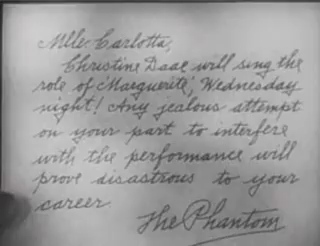 Mlle. Carlotta,
Christine Daae will sing the
role of 'Marguerite', Wednesday
night! Any jealous attempt
on your part to interfere
with the performance will
prove disastrous to your
career.
The Phantom